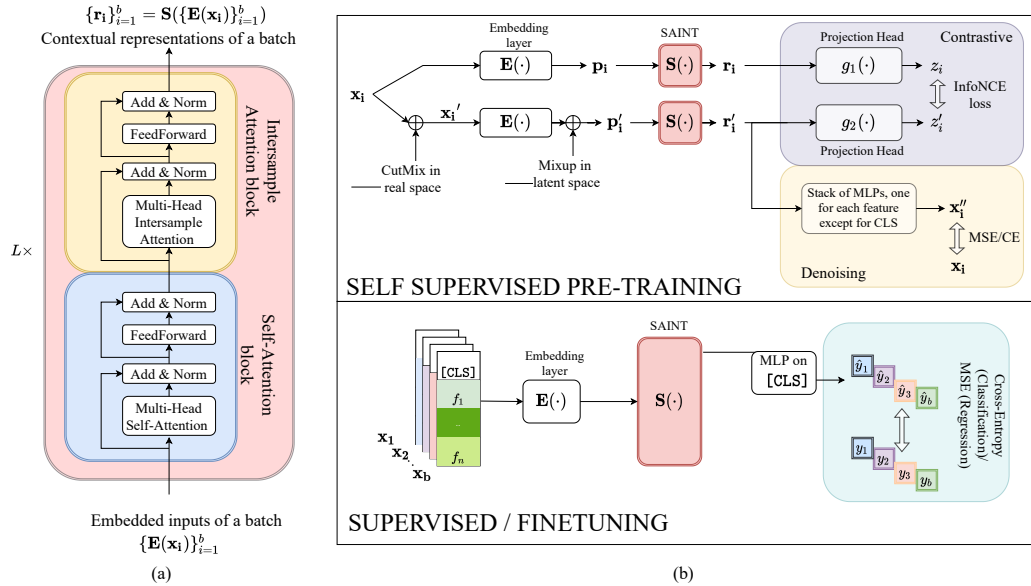 {r_i}_{i=1}^b = S({E(x_i)}_{i=1}^b)
Contextual representations of a batch
Add & Norm
FeedForward
Add & Norm
Multi-Head
Intersample
Attention
Intersample
Attention block
L×
Add & Norm
FeedForward
Add & Norm
Multi-Head
Self-Attention
Self-Attention
block
Embedded inputs of a batch
{E(x_i)}_{i=1}^b
(a)
Embedding
layer
SAINT
Projection Head
Contrastive
x_i
E(·)
p_i
S(·)
r_i
g_1(·)
z_i
InfoNCE
loss
x_i'
E(·)
p_i'
S(·)
r_i'
g_2(·)
z_i'
Projection Head
CutMix in
real space
Mixup in
latent space
Stack of MLPs, one
for each feature
except for CLS
x_i''
MSE/CE
x_i
Denoising
SELF SUPERVISED PRE-TRAINING
[CLS]
f_1
..
f_n
x_1
x_2
...
x_b
Embedding
layer
E(·)
SAINT
S(·)
MLP on
[CLS]
ŷ_1
ŷ_2
ŷ_3
ŷ_b
y_1
y_2
y_3
y_b
Cross-Entropy
(Classification)/
MSE (Regression)
SUPERVISED / FINETUNING
(b)